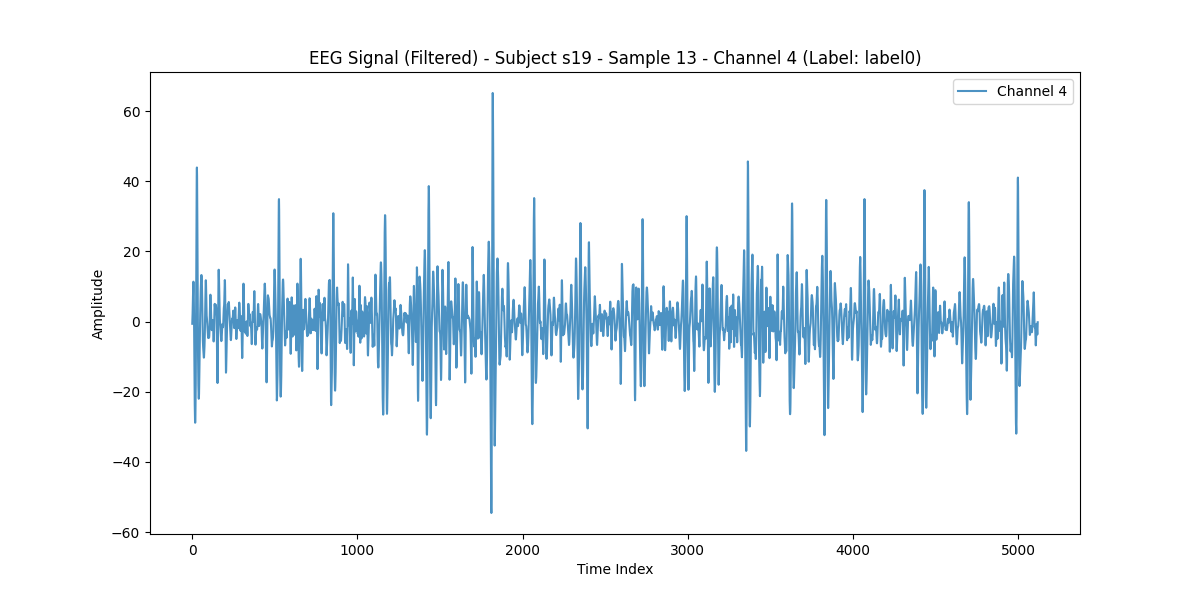 EEG Signal (Filtered) - Subject s19 - Sample 13 - Channel 4 (Label: label0)
Channel 4
60
40
20
0
−20
−40
−60
Amplitude
0 1000 2000 3000 4000 5000
Time Index